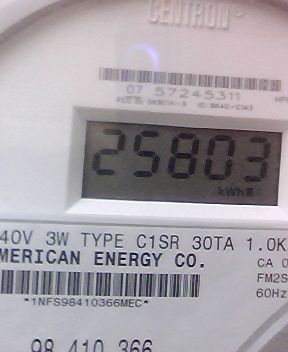 CENTRON®
07 57245311
25803
kWh
40V 3W TYPE C1SR 30TA 1.0K
MERICAN ENERGY CO.
CA 0
FM2S
*1NFS98410366MEC*
60Hz
98 410 366